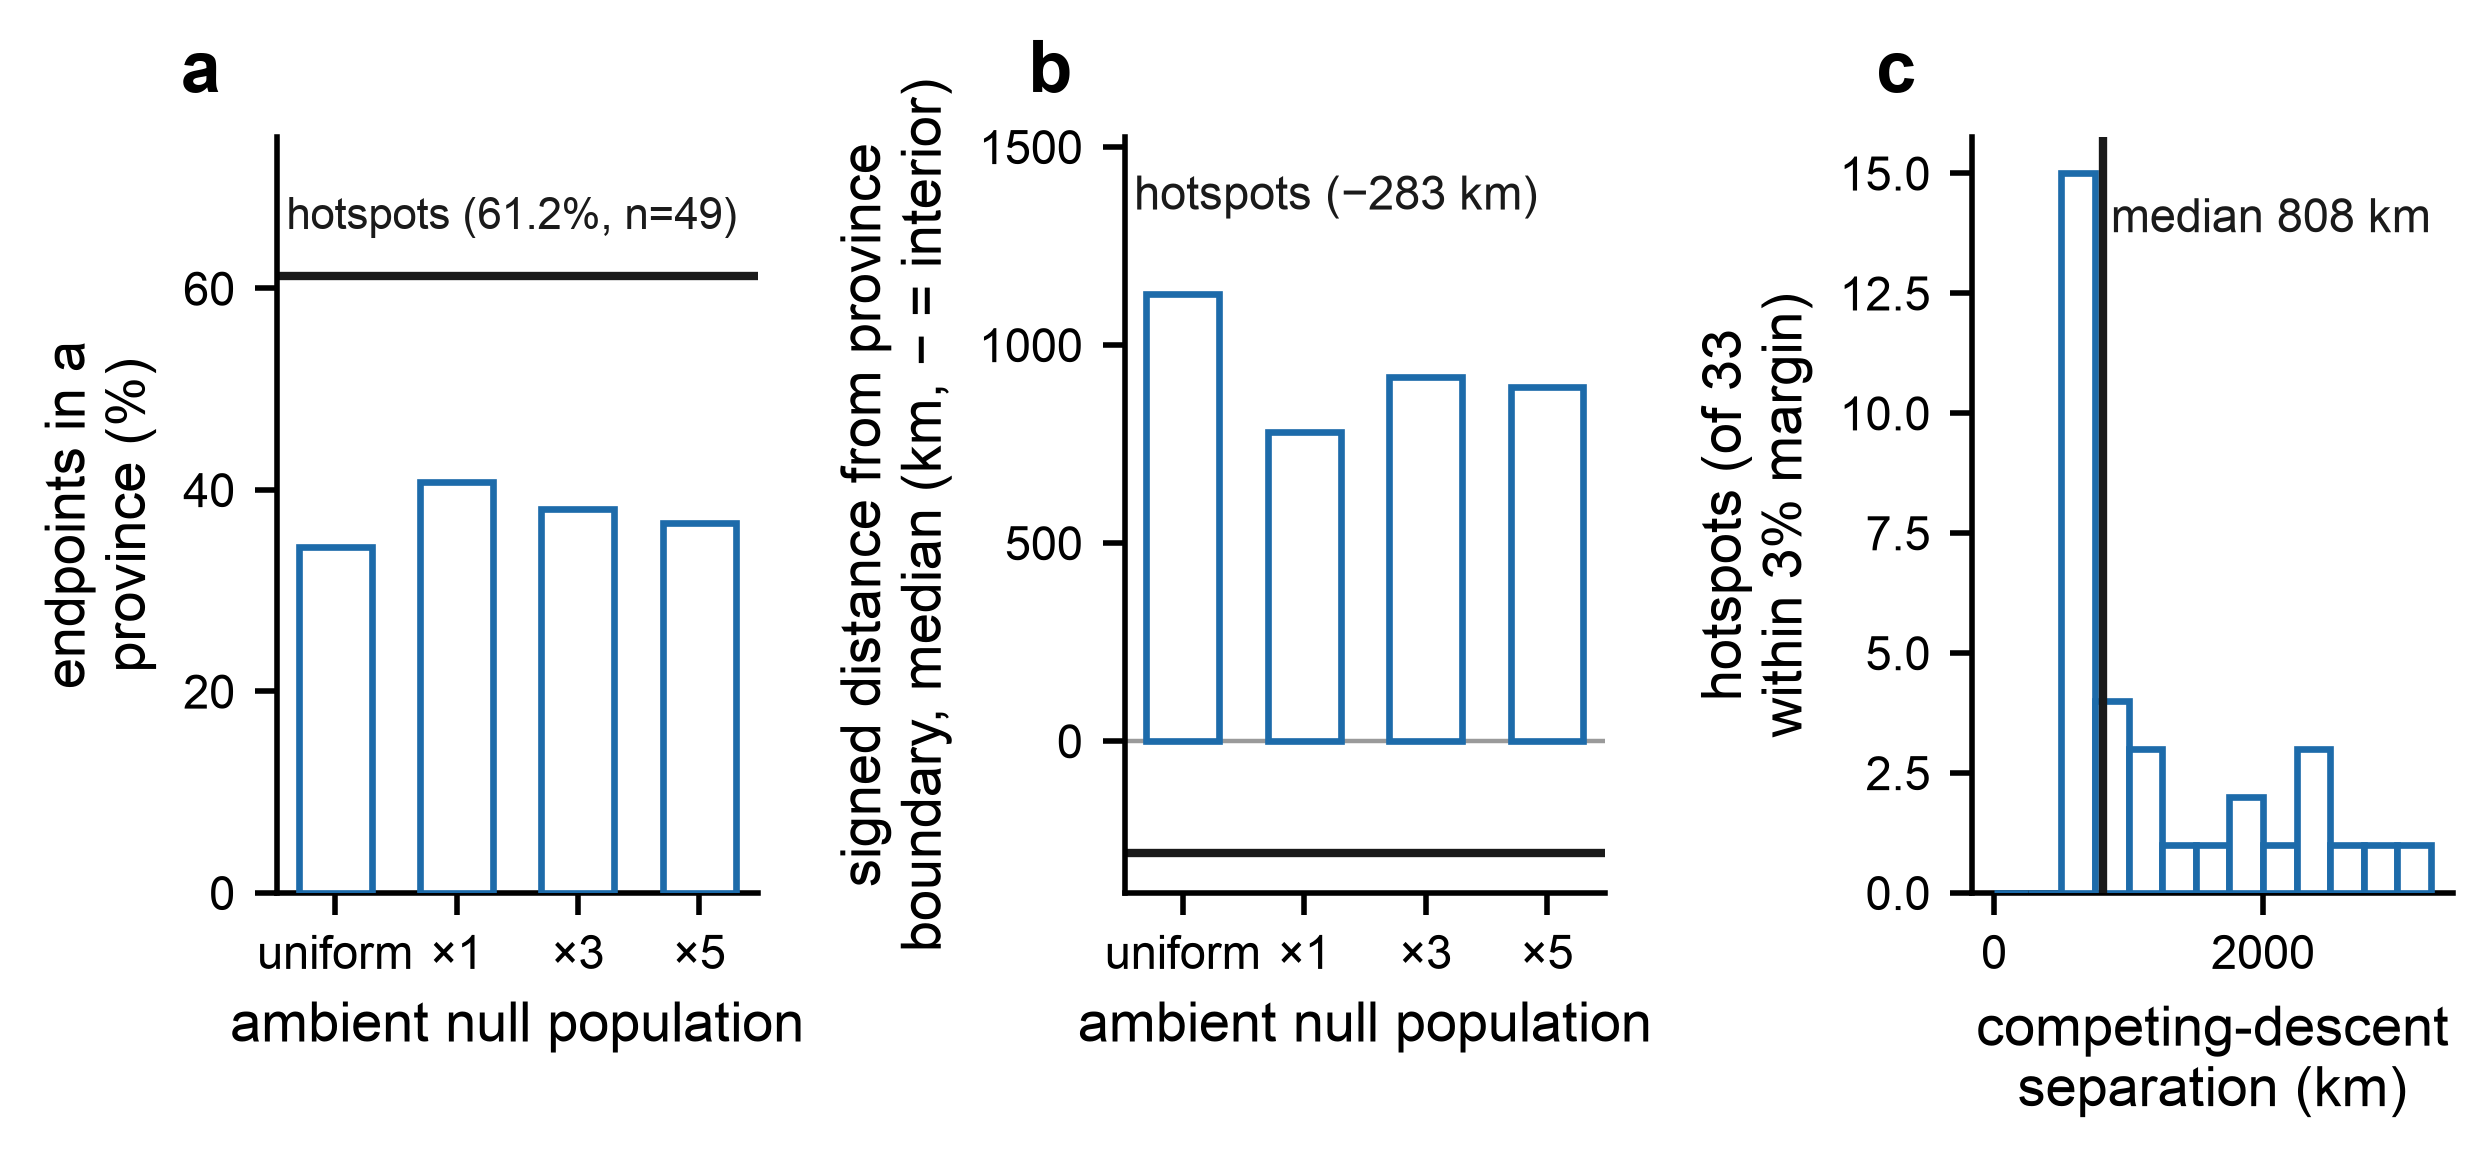 a
hotspots (61.2%, n=49)
60
40
20
0
endpoints in a
province (%)
uniform
×1
×3
×5
ambient null population
b
hotspots (−283 km)
1500
1000
500
0
signed distance from province
boundary, median (km, − = interior)
uniform
×1
×3
×5
ambient null population
c
median 808 km
15.0
12.5
10.0
7.5
5.0
2.5
0.0
hotspots (of 33
within 3% margin)
0
2000
competing-descent
separation (km)